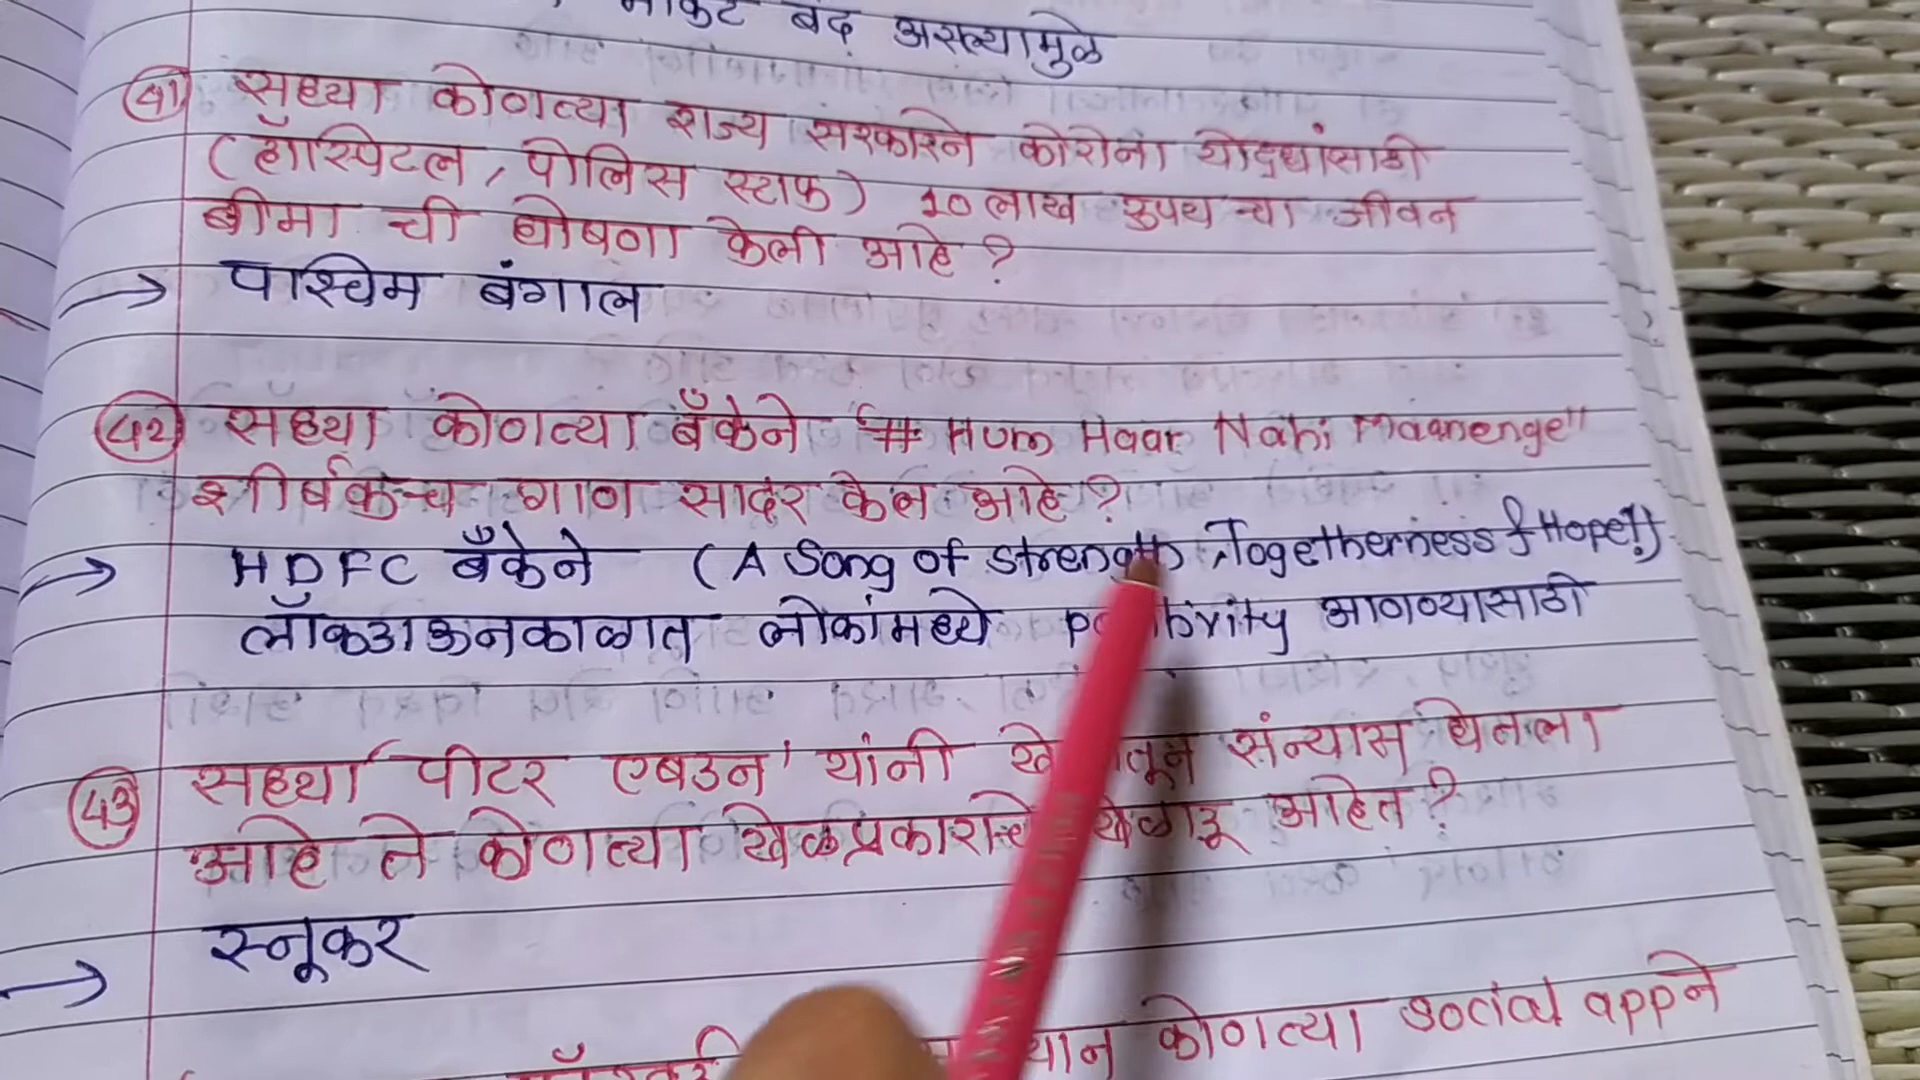 मार्केट बंद असल्यामुळे
41 सध्या कोणत्या राज्य सरकारने कोरोना योद्ध्यांसाठी
(हॉस्पिटल, पोलिस स्टाफ) 10 लाख रुपय च्या जीवन
बीमा ची घोषणा केली आहे?
→ पश्चिम बंगाल
42 सध्या कोणत्या बँकेने "# Hum Haar Nahi Maanenge"
शीर्षकच गाण सादर केल आहे?
→ HDFC बँकेने (A Song of Strength, Togetherness & Hope!)
लॉकडाऊनकाळात लोकांमध्ये आणण्यासाठी
43 सध्या 'पीटर एबडन' यांनी संन्यास घेतला
आहे ते कोणत्या खेळप्रकाराचे खेळाडू आहेत?
→ स्नूकर
कोणत्या social app ने